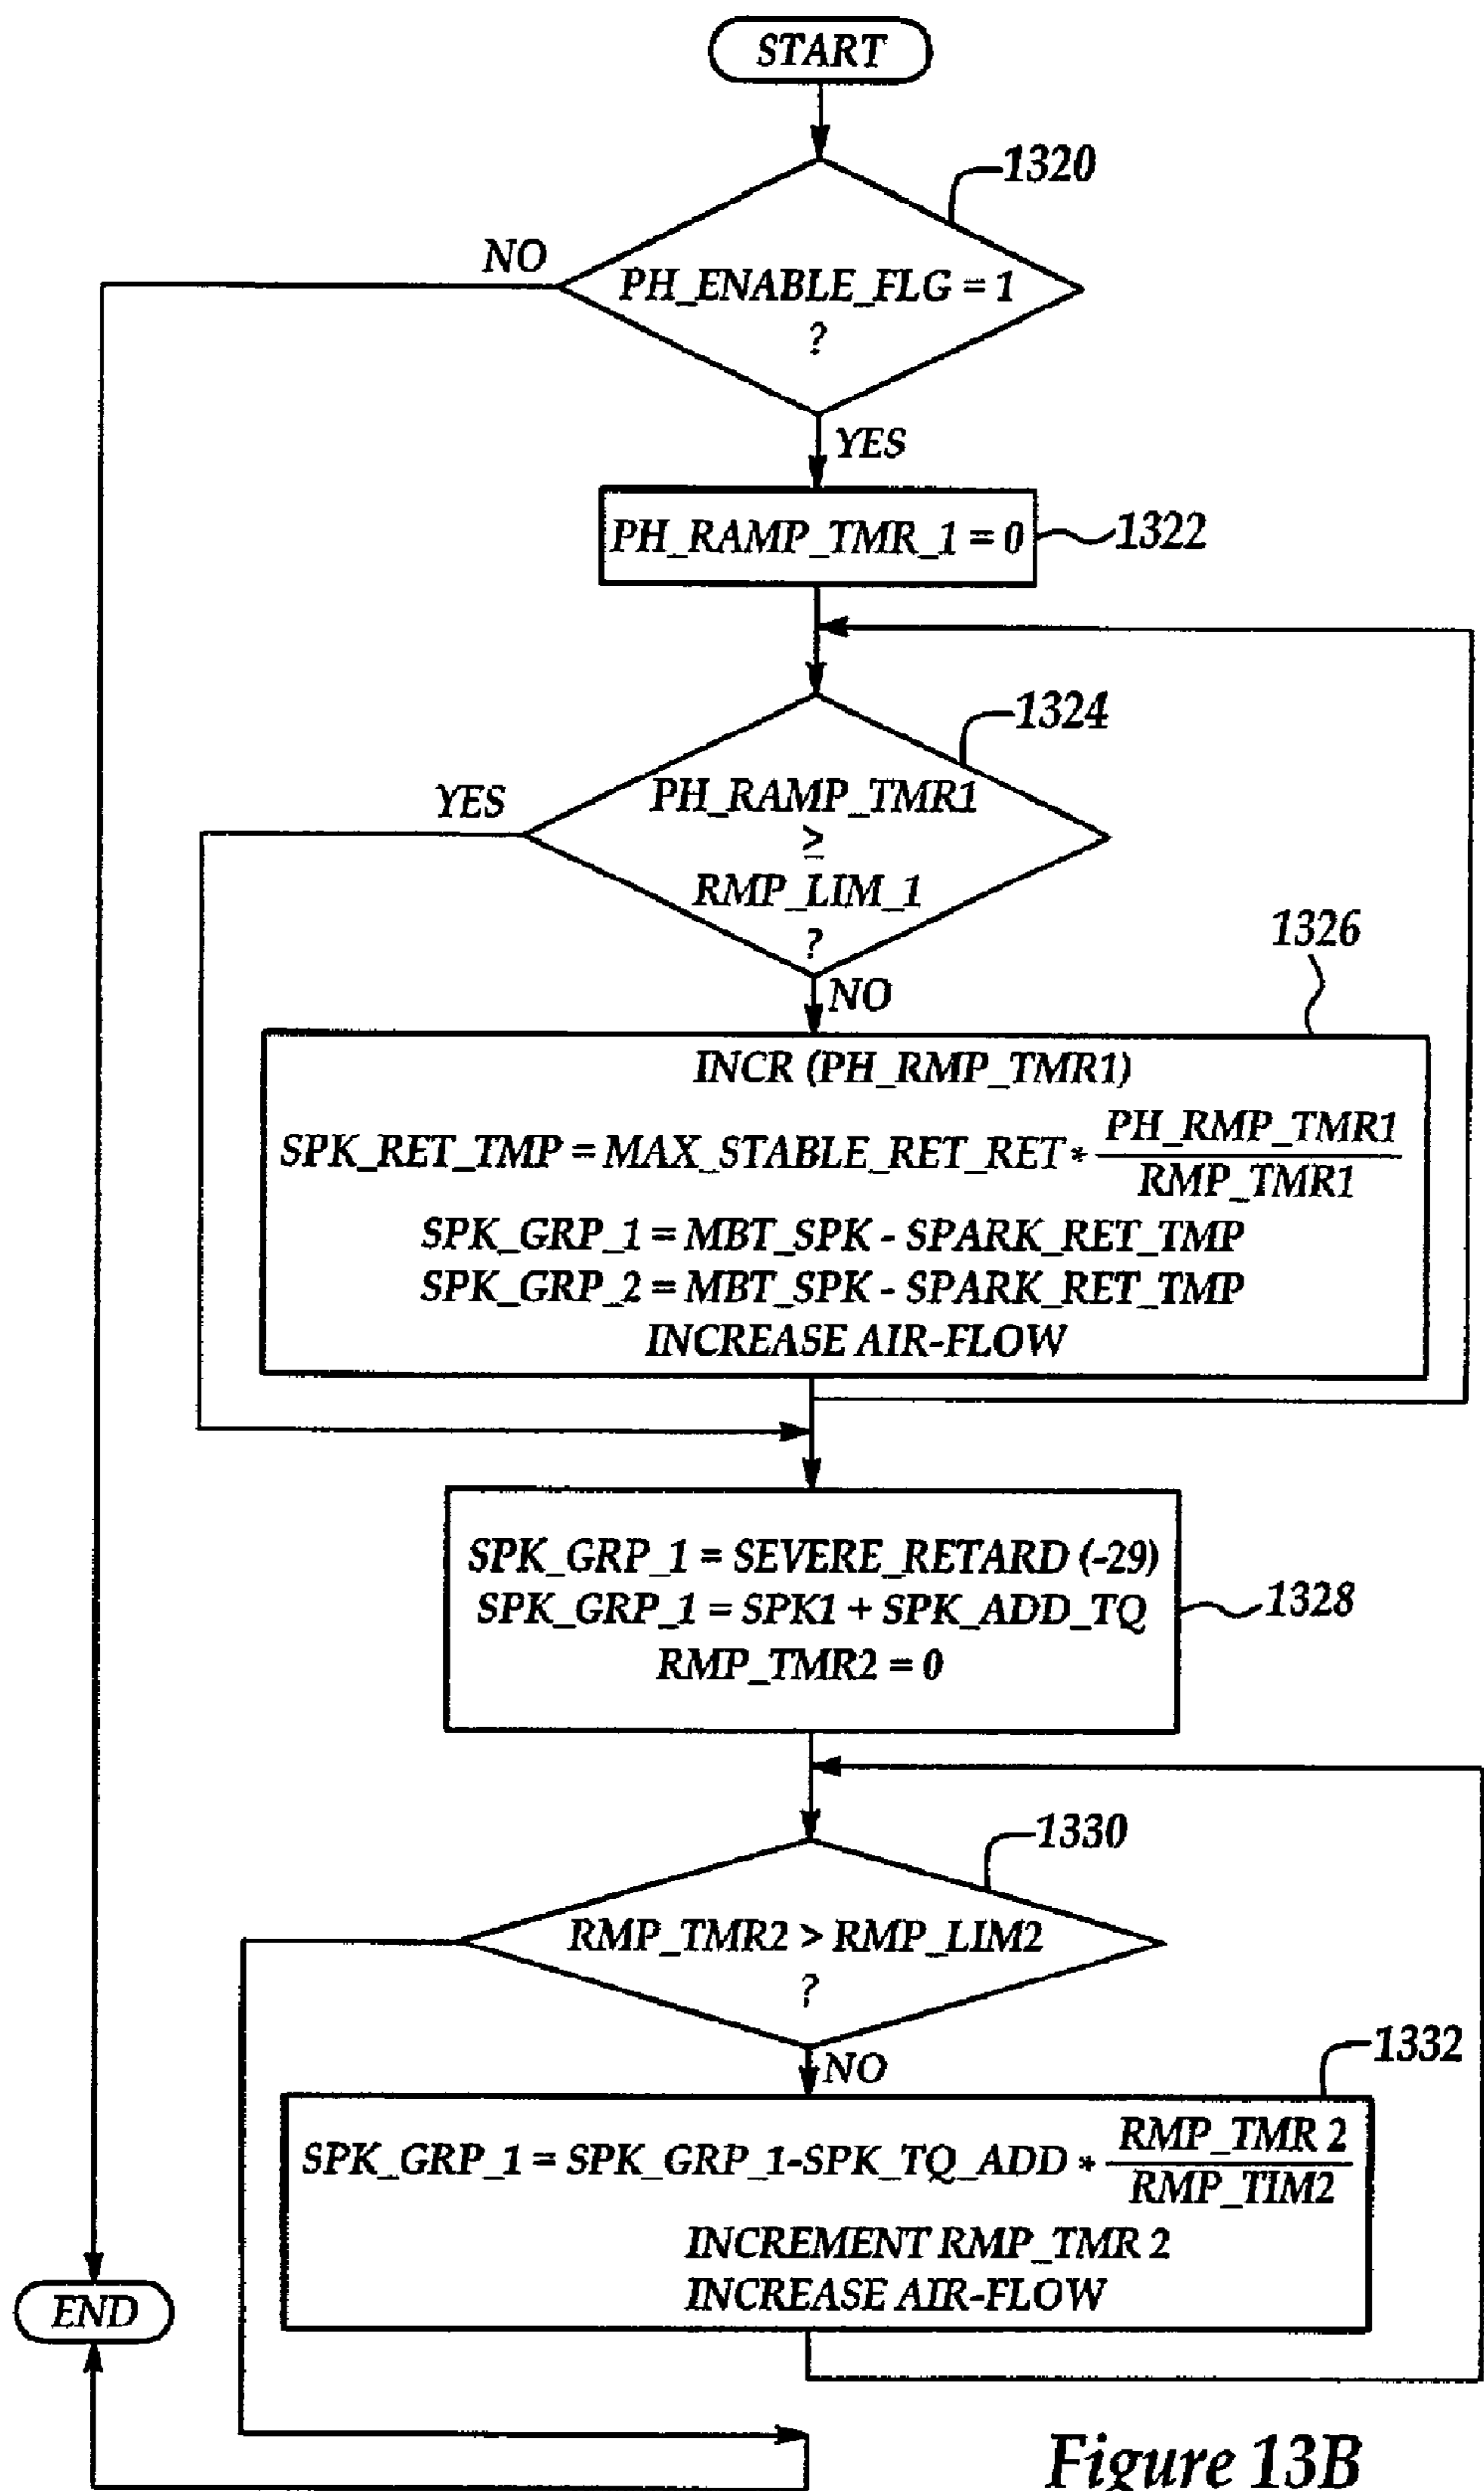 START
1320
NO
PH_ENABLE_FLG = 1
?
YES
PH_RAMP_TMR_1 = 0
1322
1324
YES
PH_RAMP_TMR1
≥
RMP_LIM_1
?
1326
NO
INCR (PH_RMP_TMR1)
SPK_RET_TMP = MAX_STABLE_RET_RET * PH_RMP_TMR1
RMP_TMR1
SPK_GRP_1 = MBT_SPK - SPARK_RET_TMP
SPK_GRP_2 = MBT_SPK - SPARK_RET_TMP
INCREASE AIR-FLOW
SPK_GRP_1 = SEVERE_RETARD (-29)
SPK_GRP_1 = SPK1 + SPK_ADD_TQ
1328
RMP_TMR2 = 0
1330
RMP_TMR2 > RMP_LIM2
?
1332
NO
SPK_GRP_1 = SPK_GRP_1-SPK_TQ_ADD * RMP_TMR 2
RMP_TIM2
INCREMENT RMP_TMR 2
INCREASE AIR-FLOW
END
Figure 13B